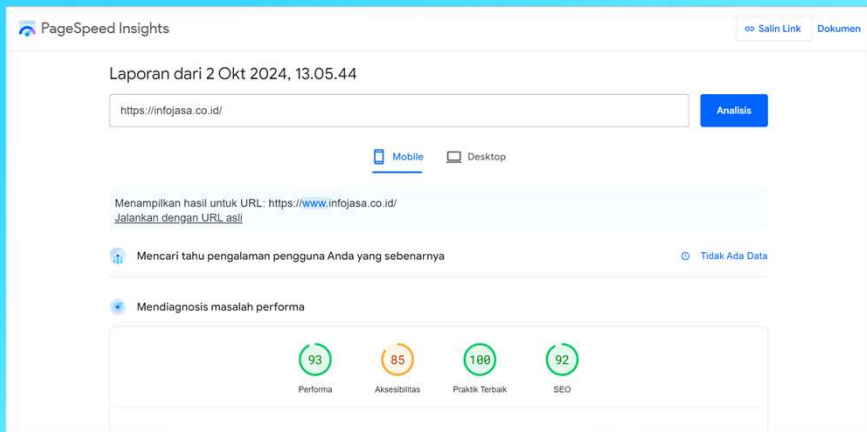 PageSpeed Insights
Salin Link Dokumen
Laporan dari 2 Okt 2024, 13.05.44
https://infojasa.co.id/ Analisis
Mobile Desktop
Menampilkan hasil untuk URL: https://www.infojasa.co.id/
Jalankan dengan URL asli
Mencari tahu pengalaman pengguna Anda yang sebenarnya Tidak Ada Data
Mendiagnosis masalah performa
93 85 100 92
Performa Aksesibilitas Praktik Terbaik SEO